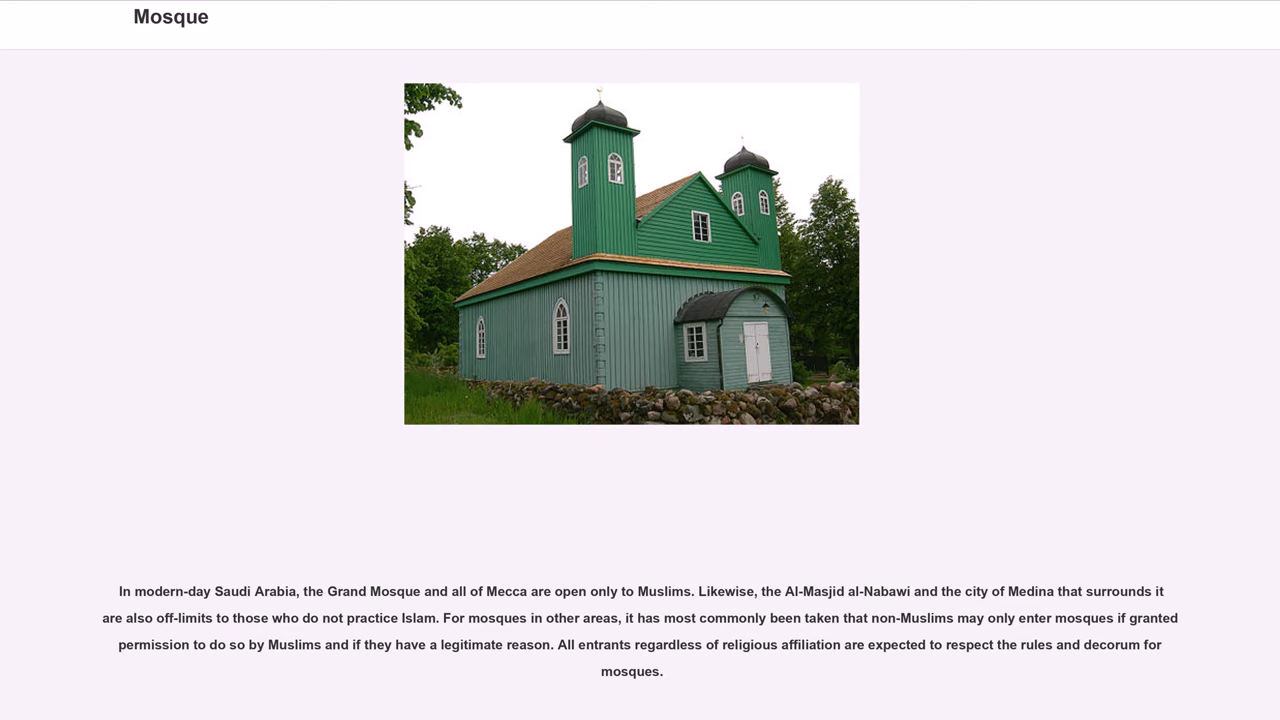 Mosque
In modern-day Saudi Arabia, the Grand Mosque and all of Mecca are open only to Muslims. Likewise, the Al-Masjid al-Nabawi and the city of Medina that surrounds it
are also off-limits to those who do not practice Islam. For mosques in other areas, it has most commonly been taken that non-Muslims may only enter mosques if granted
permission to do so by Muslims and if they have a legitimate reason. All entrants regardless of religious affiliation are expected to respect the rules and decorum for
mosques.